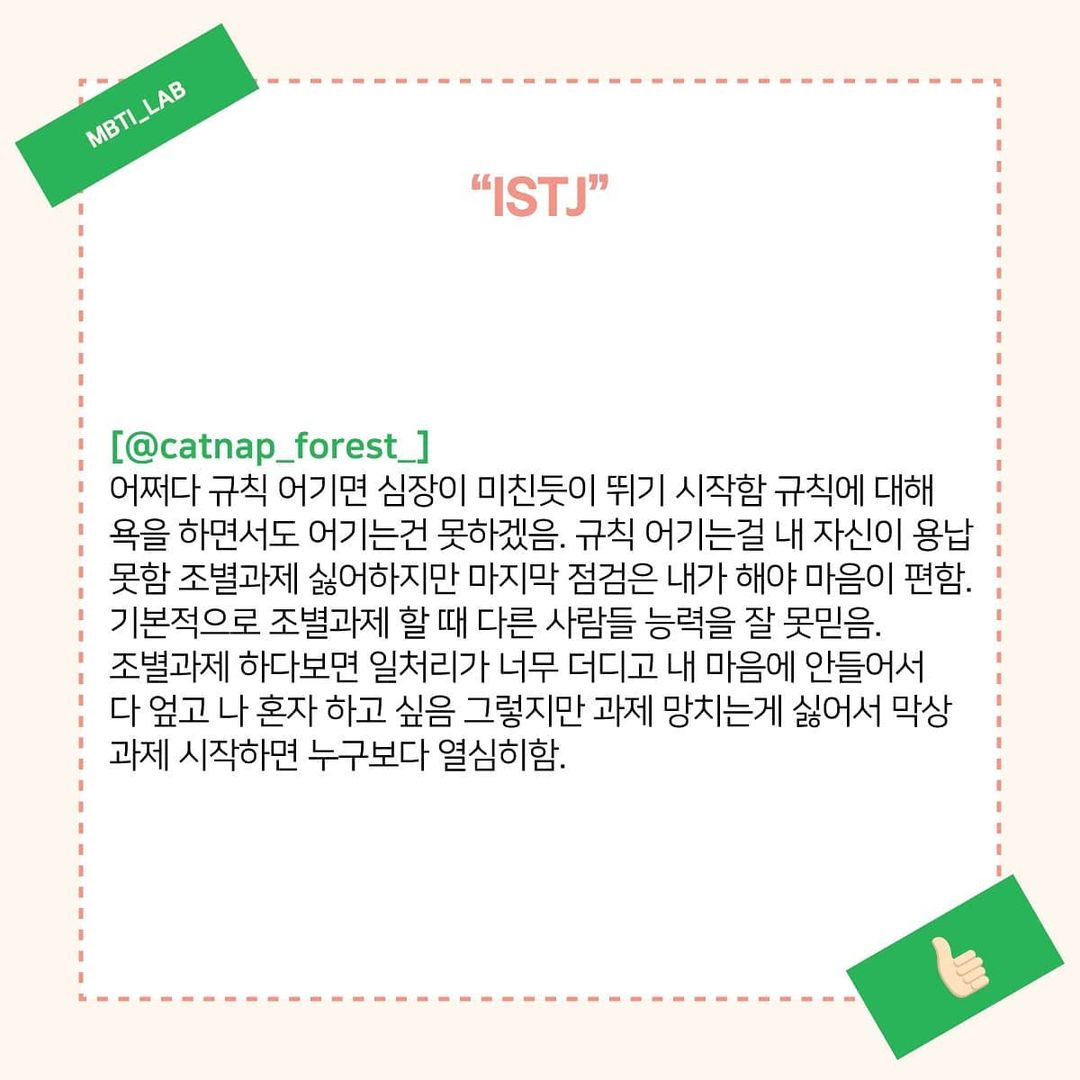 MBTI_LAB
“ISTJ”
[@catnap_forest_]
어쩌다 규칙 어기면 심장이 미친듯이 뛰기 시작함 규칙에 대해
욕을 하면서도 어기는건 못하겠음. 규칙 어기는걸 내 자신이 용납
못함 조별과제 싫어하지만 마지막 점검은 내가 해야 마음이 편함.
기본적으로 조별과제 할 때 다른 사람들 능력을 잘 못믿음.
조별과제 하다보면 일처리가 너무 더디고 내 마음에 안들어서
다 엎고 나 혼자 하고 싶음 그렇지만 과제 망치는게 싫어서 막상
과제 시작하면 누구보다 열심히함.